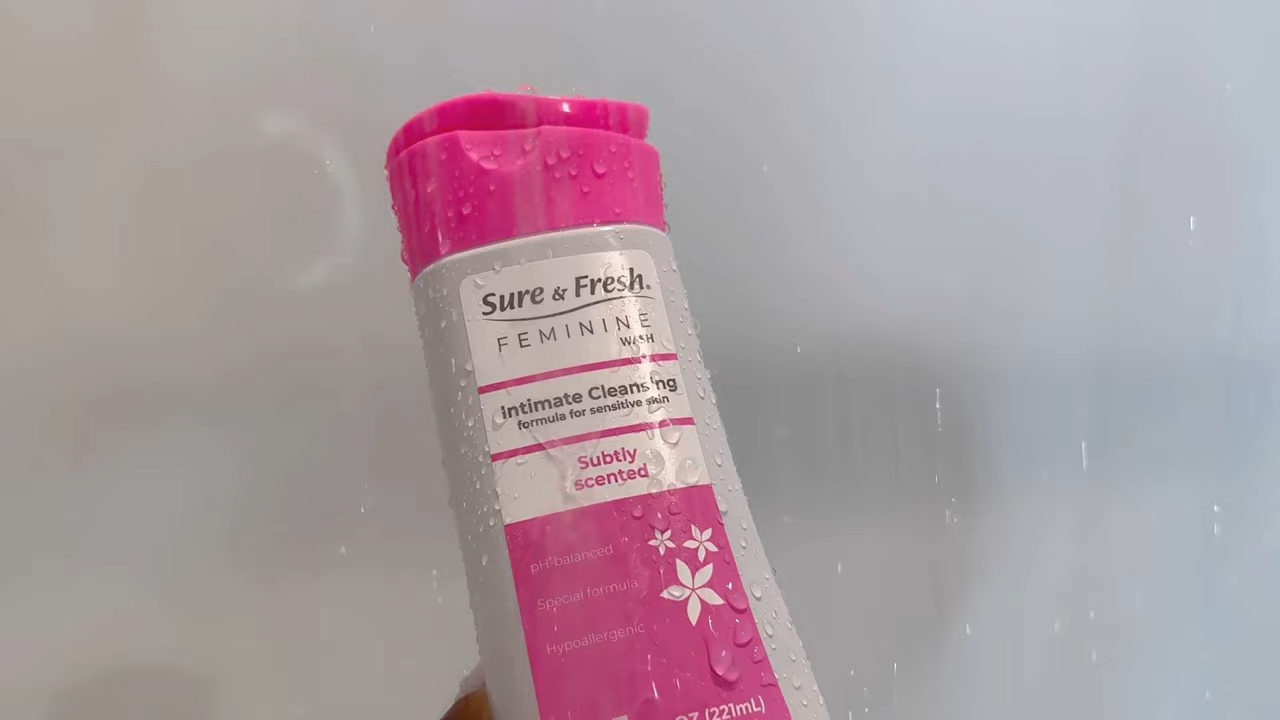 Sure & Fresh.
FEMININE
WASH
Intimate Cleansing
formula for sensitive skin
Subtly
scented
pH-balanced
Special formula
Hypoallergenic
OZ (221mL)